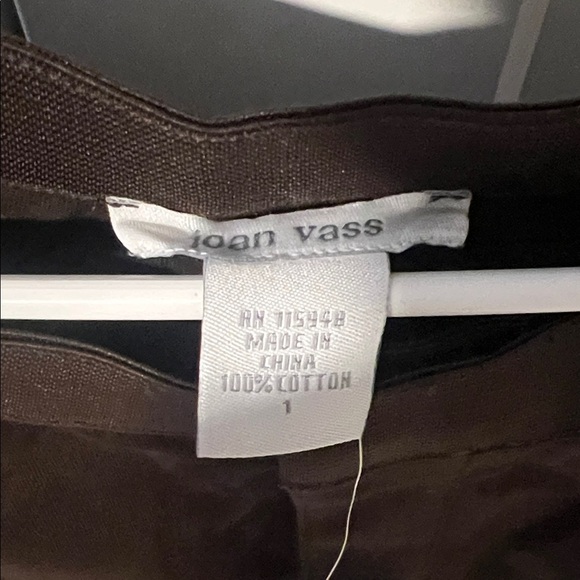 joan vass
RN 115948
MADE IN
CHINA
100% COTTON
1